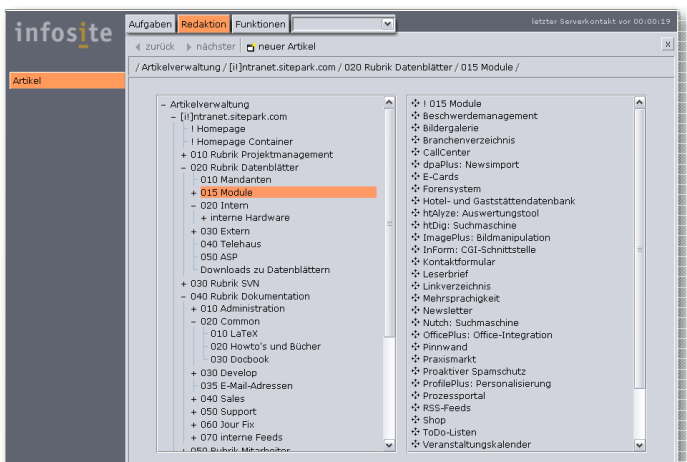 infosite
Aufgaben Redaktion Funktionen
letzter Serverkontakt vor 00:00:19
zurück nächster neuer Artikel
/ Artikelverwaltung / [i!]ntranet.sitepark.com / 020 Rubrik Datenblätter / 015 Module /
Artikel
– Artikelverwaltung
– [i!]ntranet.sitepark.com
! Homepage
! Homepage Container
+ 010 Rubrik Projektmanagement
– 020 Rubrik Datenblätter
010 Mandanten
+ 015 Module
– 020 Intern
+ interne Hardware
+ 030 Extern
040 Telehaus
050 ASP
Downloads zu Datenblättern
+ 030 Rubrik SVN
– 040 Rubrik Dokumentation
+ 010 Administration
– 020 Common
010 LaTeX
020 Howto's und Bücher
030 Docbook
+ 030 Develop
035 E-Mail-Adressen
+ 040 Sales
+ 050 Support
+ 060 Jour Fix
+ 070 interne Feeds
+ 050 Rubrik Mitarbeiter
! 015 Module
Beschwerdemanagement
Bildergalerie
Branchenverzeichnis
CallCenter
dpaPlus: Newsimport
E-Cards
Forensystem
Hotel- und Gaststättendatenbank
htAlyze: Auswertungstool
htDig: Suchmaschine
ImagePlus: Bildmanipulation
InForm: CGI-Schnittstelle
Kontaktformular
Leserbrief
Linkverzeichnis
Mehrsprachigkeit
Newsletter
Nutch: Suchmaschine
OfficePlus: Office-Integration
Pinnwand
Praxismarkt
Proaktiver Spamschutz
ProfilePlus: Personalisierung
Prozessportal
RSS-Feeds
Shop
ToDo-Listen
Veranstaltungskalender